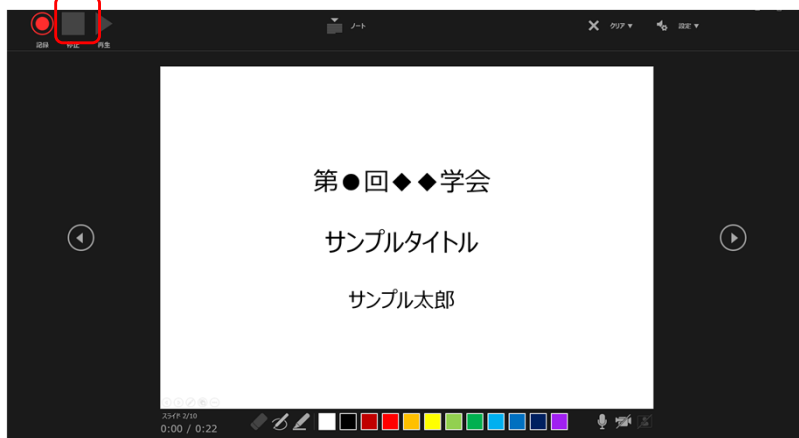 記録 停止 再生
ノート
クリア ▼
設定 ▼
第●回◆◆学会
サンプルタイトル
サンプル太郎
スライド 2/10
0:00 / 0:22